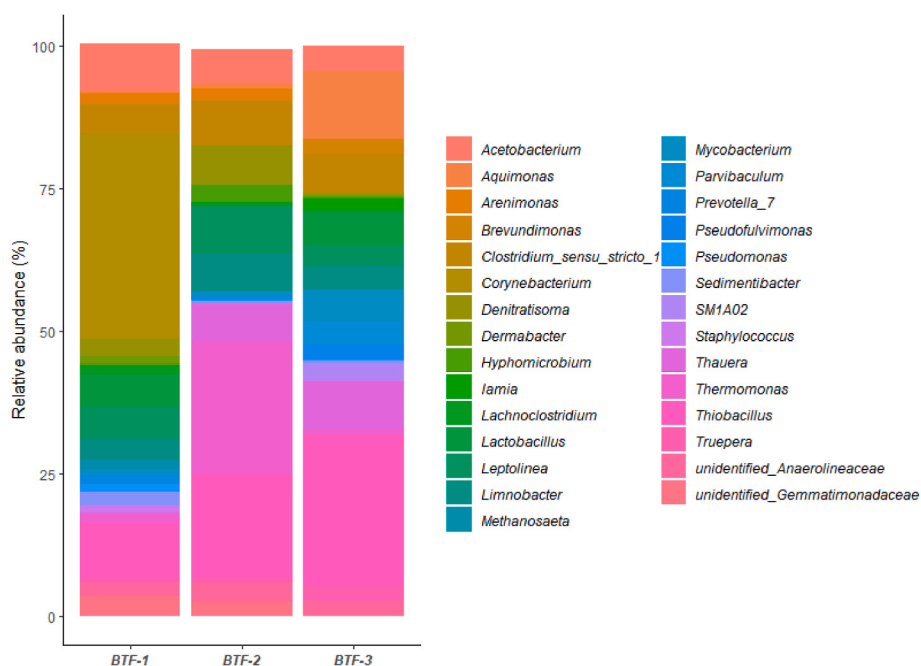 Relative abundance (%)
100
75
50
25
0
BTF-1 BTF-2 BTF-3
Acetobacterium
Aquimonas
Arenimonas
Brevundimonas
Clostridium_sensu_stricto_1
Corynebacterium
Denitratisoma
Dermabacter
Hyphomicrobium
Iamia
Lachnoclostridium
Lactobacillus
Leptolinea
Limnobacter
Methanosaeta
Mycobacterium
Parvibaculum
Prevotella_7
Pseudofulvimonas
Pseudomonas
Sedimentibacter
SM1A02
Staphylococcus
Thauera
Thermomonas
Thiobacillus
Truepera
unidentified_Anaerolineaceae
unidentified_Gemmatimonadaceae